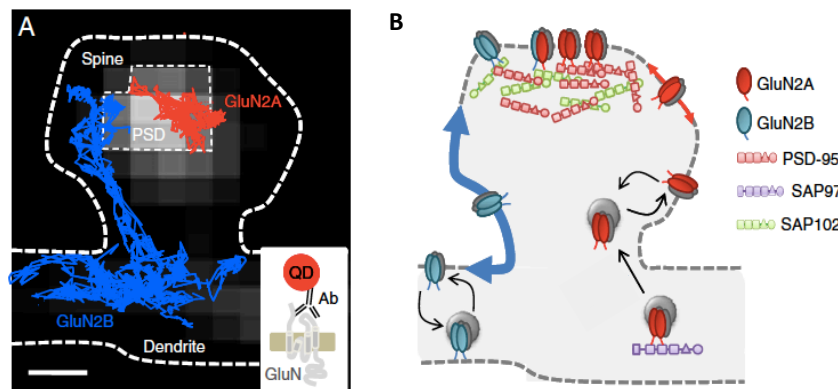 A
Spine
GluN2A
PSD
GluN2B
Dendrite
QD
Ab
GluN
B
GluN2A
GluN2B
PSD-95
SAP97
SAP102